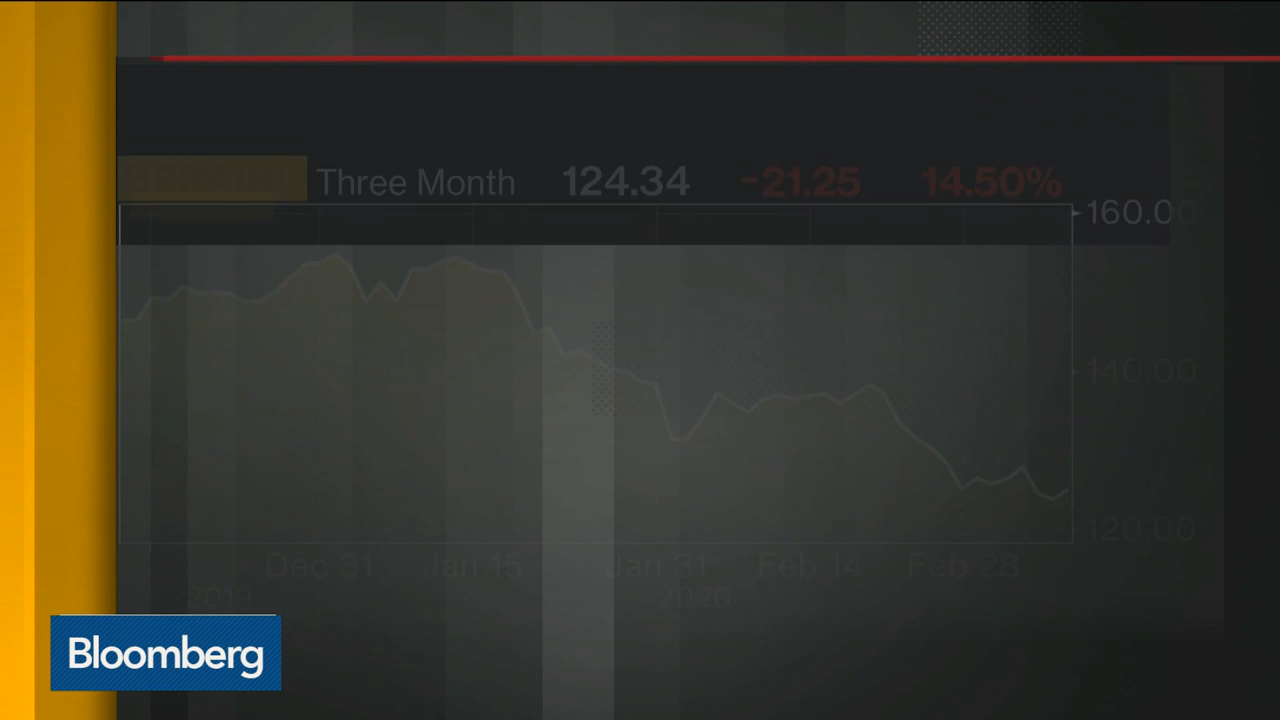 Three Month 124.34 -21.25 14.50%
160.00
140.00
120.00
Dec 31 Jan 15 Jan 31 Feb 14 Feb 28
2019 2020
Bloomberg